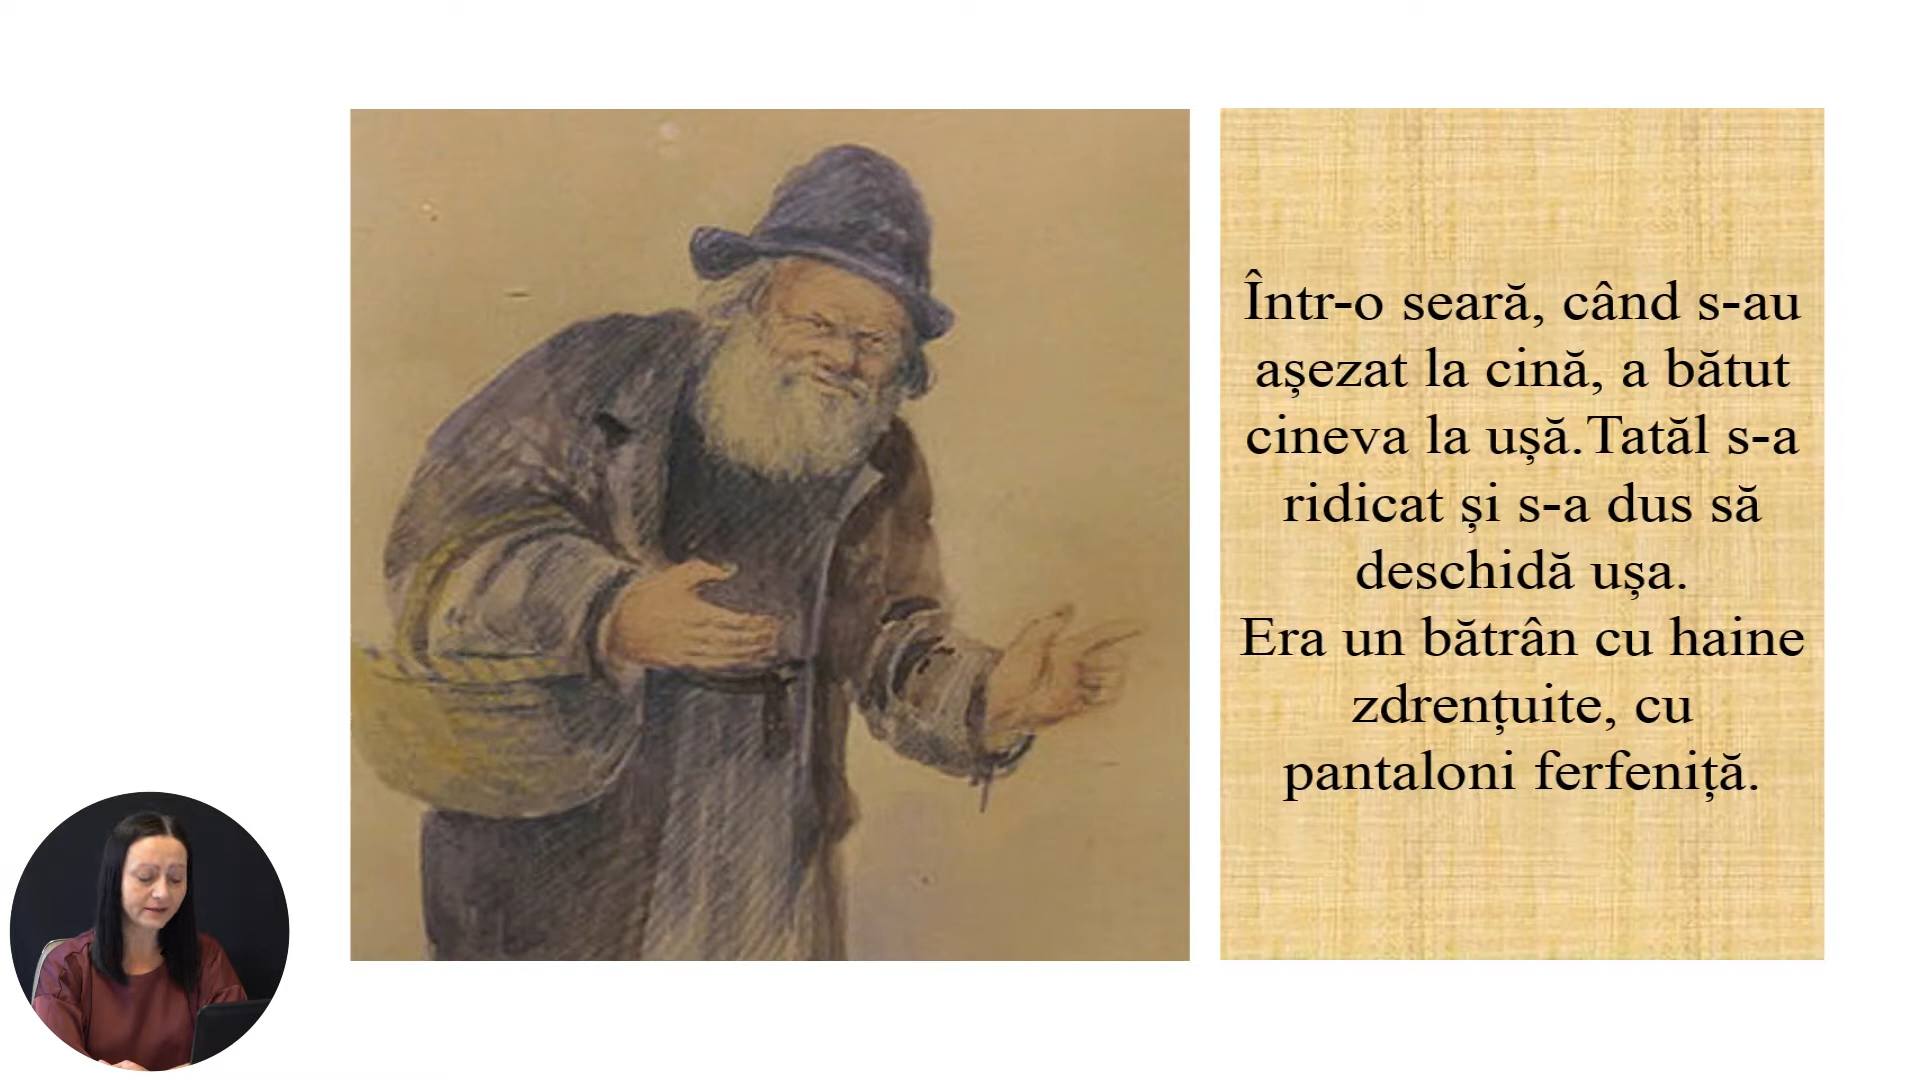 Într-o seară, când s-au
așezat la cină, a bătut
cineva la ușă.Tatăl s-a
ridicat și s-a dus să
deschidă ușa.
Era un bătrân cu haine
zdrențuite, cu
pantaloni ferfeniță.